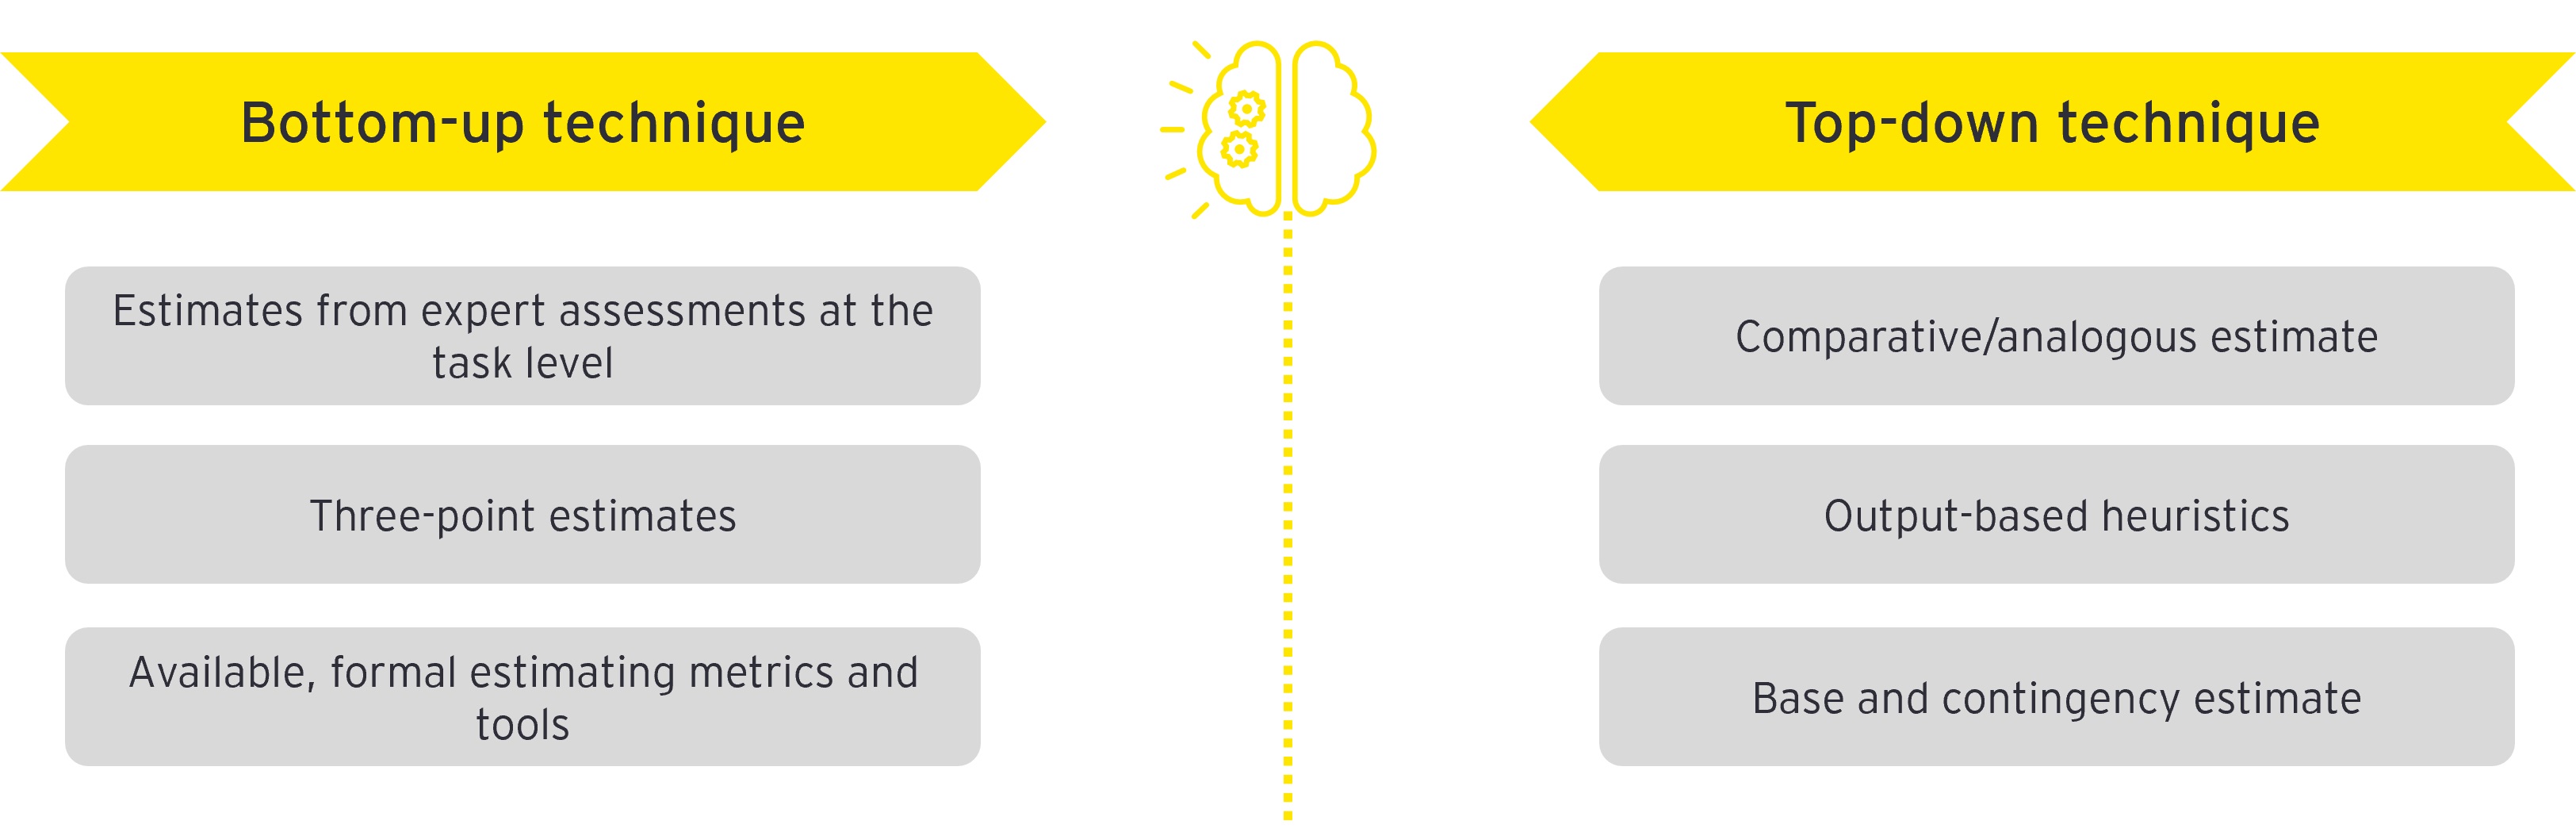 Bottom-up technique
Estimates from expert assessments at the
task level
Three-point estimates
Available, formal estimating metrics and
tools
Top-down technique
Comparative/analogous estimate
Output-based heuristics
Base and contingency estimate